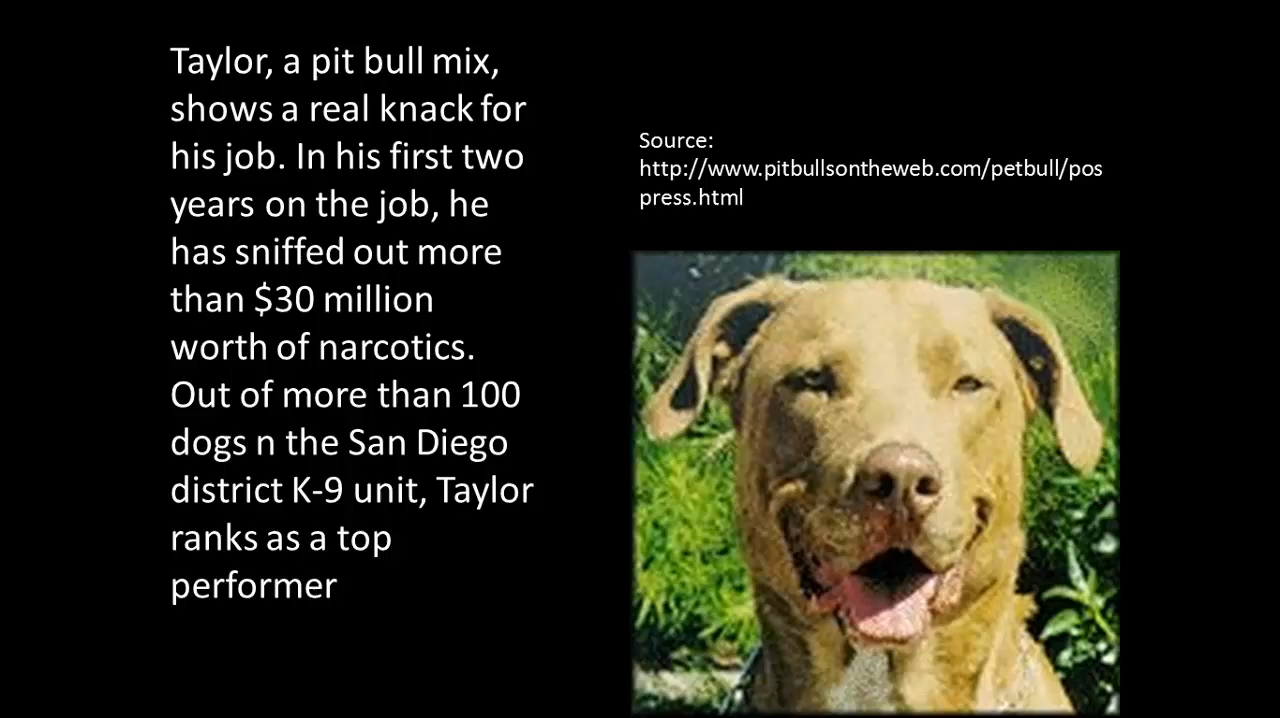 Taylor, a pit bull mix,
shows a real knack for
his job. In his first two
years on the job, he
has sniffed out more
than $30 million
worth of narcotics.
Out of more than 100
dogs n the San Diego
district K-9 unit, Taylor
ranks as a top
performer
Source:
http://www.pitbullsontheweb.com/petbull/pos
press.html